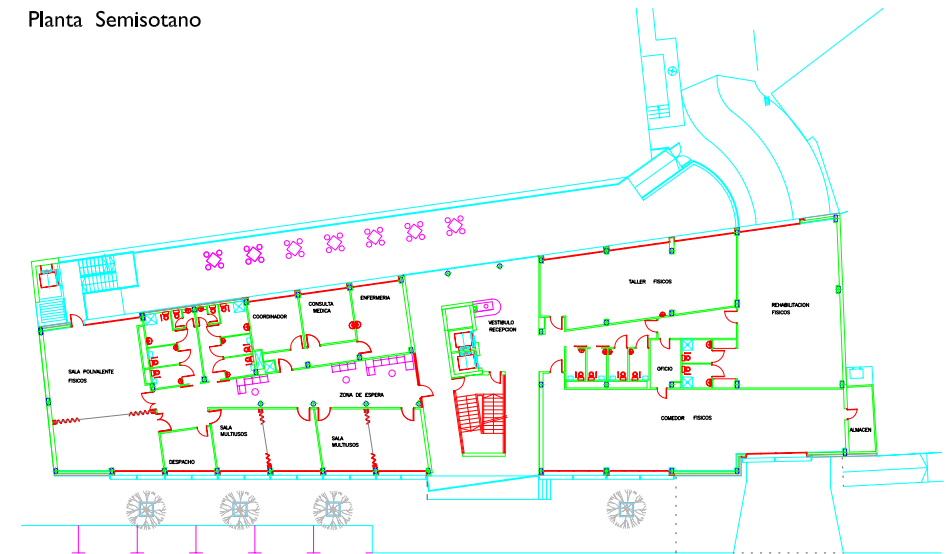 Planta Semisotano
TALLER FISICOS
ENFERMERIA
CONSULTA
MEDICA
COORDINADOR
REHABILITACION
FISICOS
VESTIBULO
RECEPCION
SALA POLIVALENTE
FISICOS
OFICIO
ZONA DE ESPERA
COMEDOR FISICOS
SALA
MULTIUSOS
SALA
MULTIUSOS
ALMACEN
DESPACHO